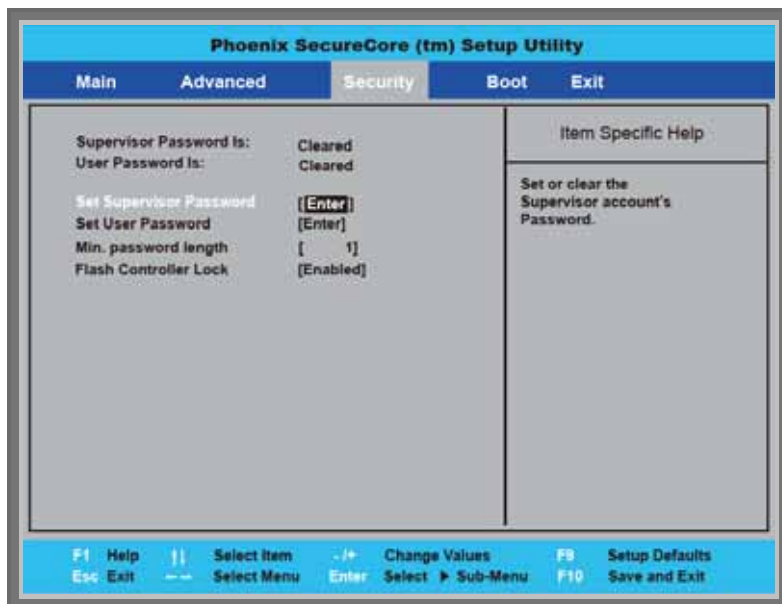 Phoenix SecureCore (tm) Setup Utility
Main Advanced Security Boot Exit
Supervisor Password Is: Cleared
User Password Is: Cleared
Set Supervisor Password [[Enter]]
Set User Password [Enter]
Min. password length [ 1]
Flash Controller Lock [Enabled]
Item Specific Help
Set or clear the
Supervisor account's
Password.
F1 Help ↑↓ Select Item -/+ Change Values F9 Setup Defaults
Esc Exit ←→ Select Menu Enter Select ▶ Sub-Menu F10 Save and Exit